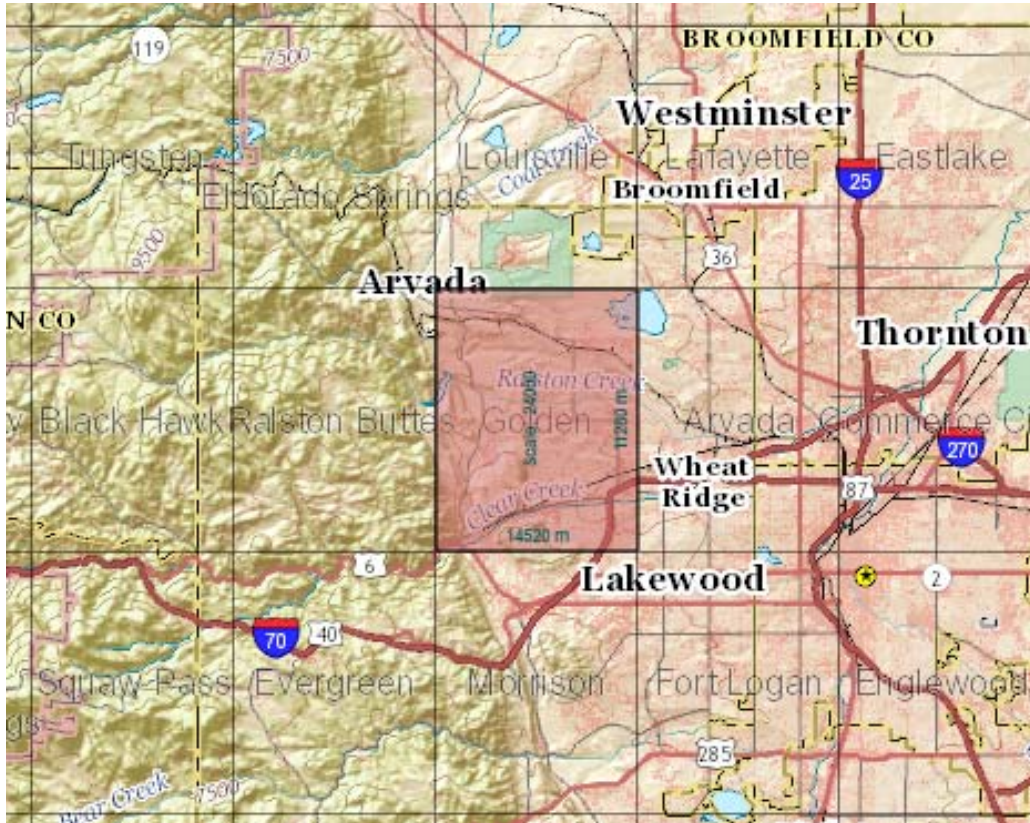 119
7500
BROOMFIELD CO
Westminster
Tungsten
Louisville
Coal Creek
Lafayette
Eastlake
25
Eldorado Springs
Broomfield
9500
36
Arvada
N CO
Thornton
Ralston Creek
Scale: 24000
11280 m
Black Hawk
Ralston Buttes
Golden
Arvada
Commerce C
270
Wheat
Ridge
87
Clear Creek
14520 m
6
Lakewood
2
70
40
Squaw Pass
Evergreen
Morrison
Fort Logan
Englewood
gs
285
7500
Bear Creek